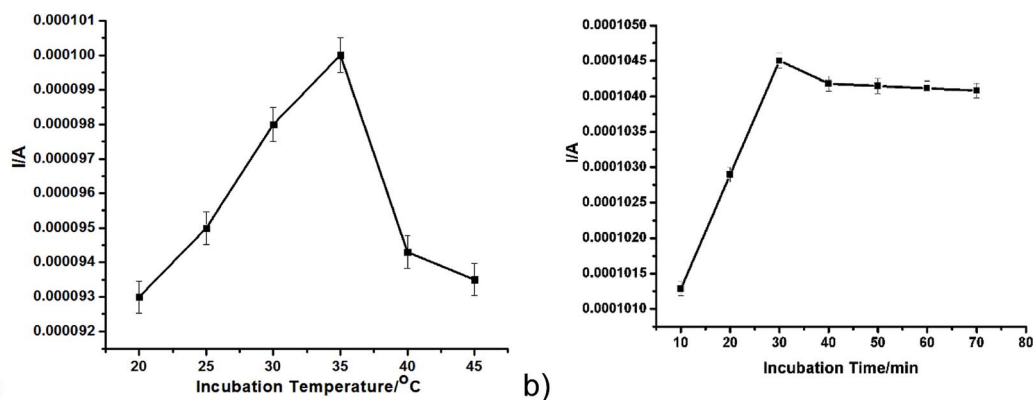 0.000101
0.000100
0.000099
0.000098
0.000097
0.000096
0.000095
0.000094
0.000093
0.000092
I/A
20 25 30 35 40 45
Incubation Temperature/°C
b)
0.0001050
0.0001045
0.0001040
0.0001035
0.0001030
0.0001025
0.0001020
0.0001015
0.0001010
I/A
10 20 30 40 50 60 70 80
Incubation Time/min